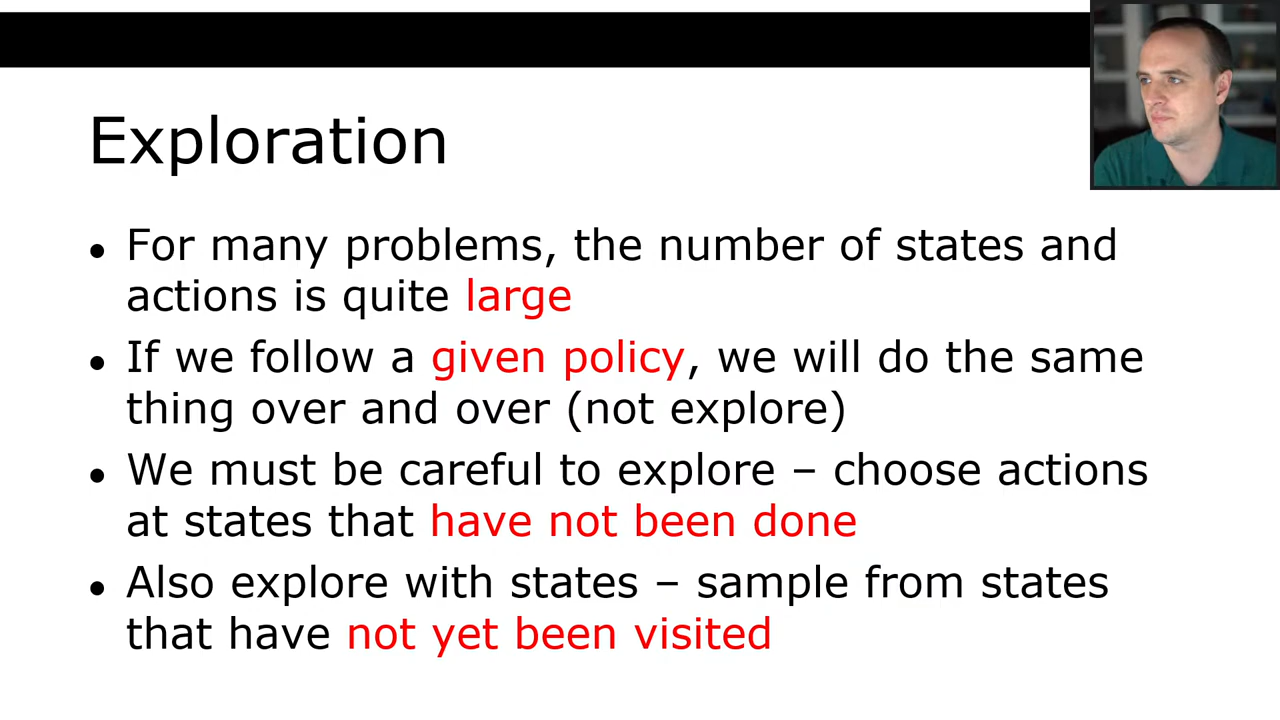 Exploration
● For many problems, the number of states and
actions is quite large
● If we follow a given policy, we will do the same
thing over and over (not explore)
● We must be careful to explore – choose actions
at states that have not been done
● Also explore with states – sample from states
that have not yet been visited